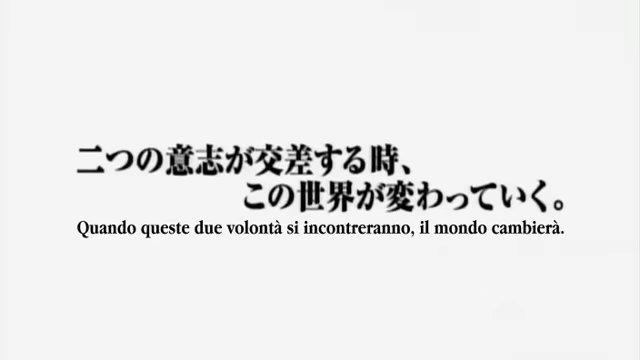 二つの意志が交差する時、
この世界が変わっていく。
Quando queste due volontà si incontreranno, il mondo cambierà.